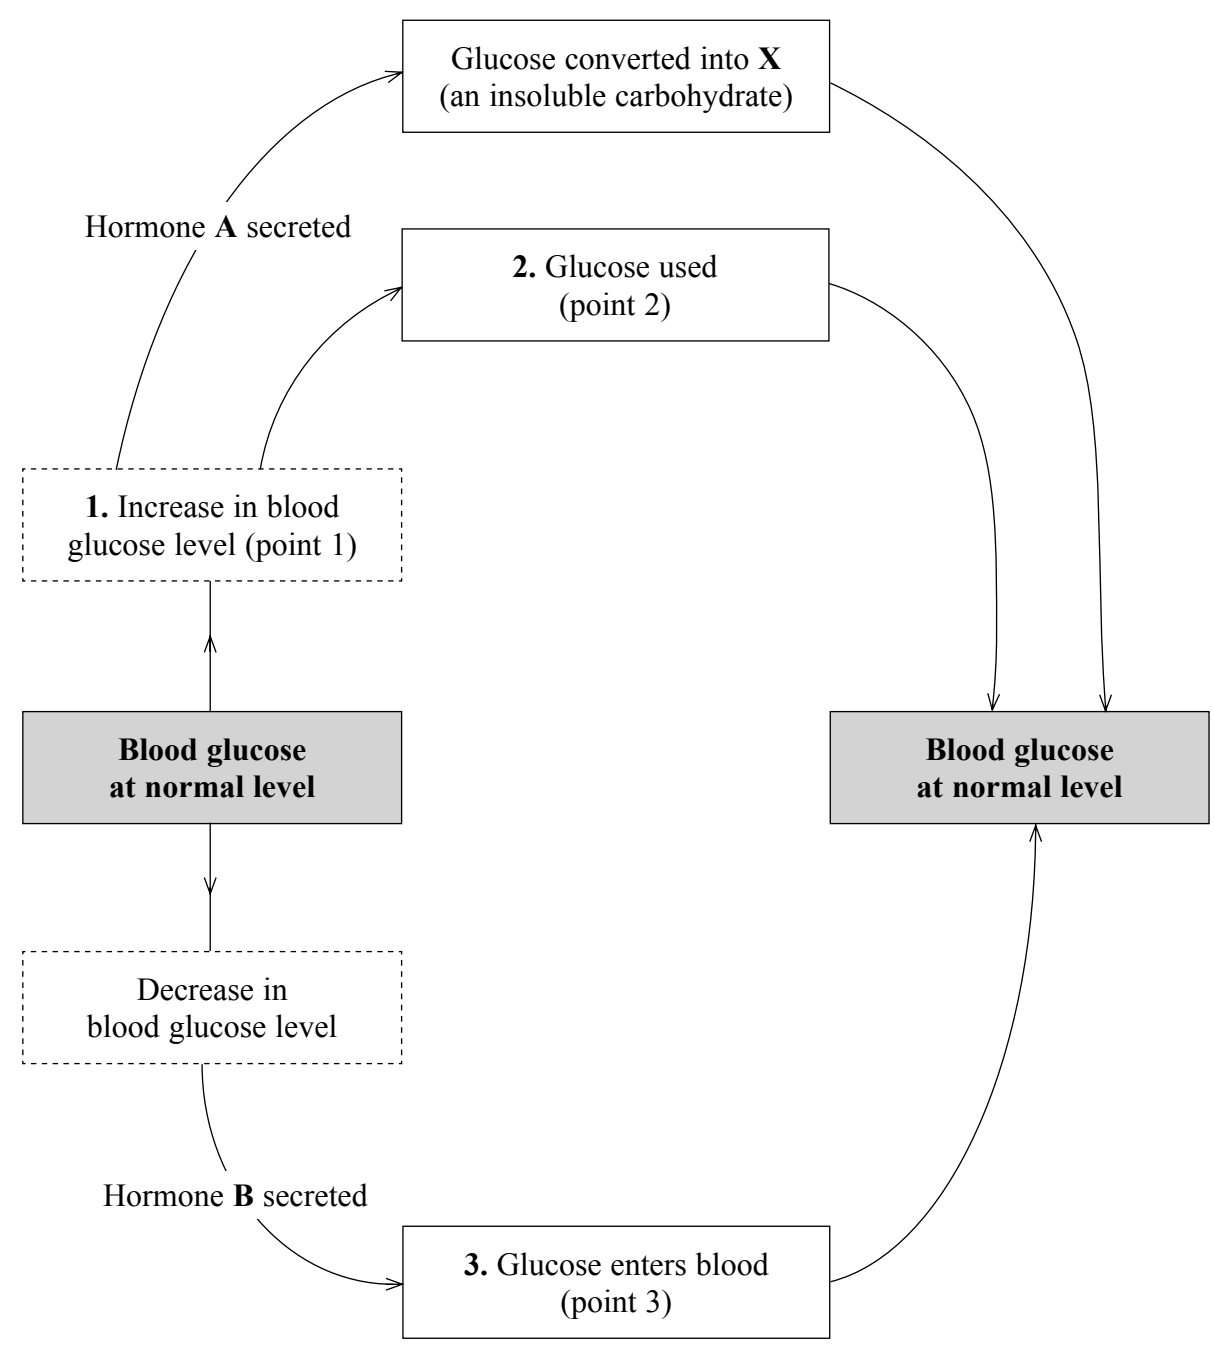 Glucose converted into X
(an insoluble carbohydrate)
Hormone A secreted
2. Glucose used
(point 2)
1. Increase in blood
glucose level (point 1)
Blood glucose
at normal level
Blood glucose
at normal level
Decrease in
blood glucose level
Hormone B secreted
3. Glucose enters blood
(point 3)